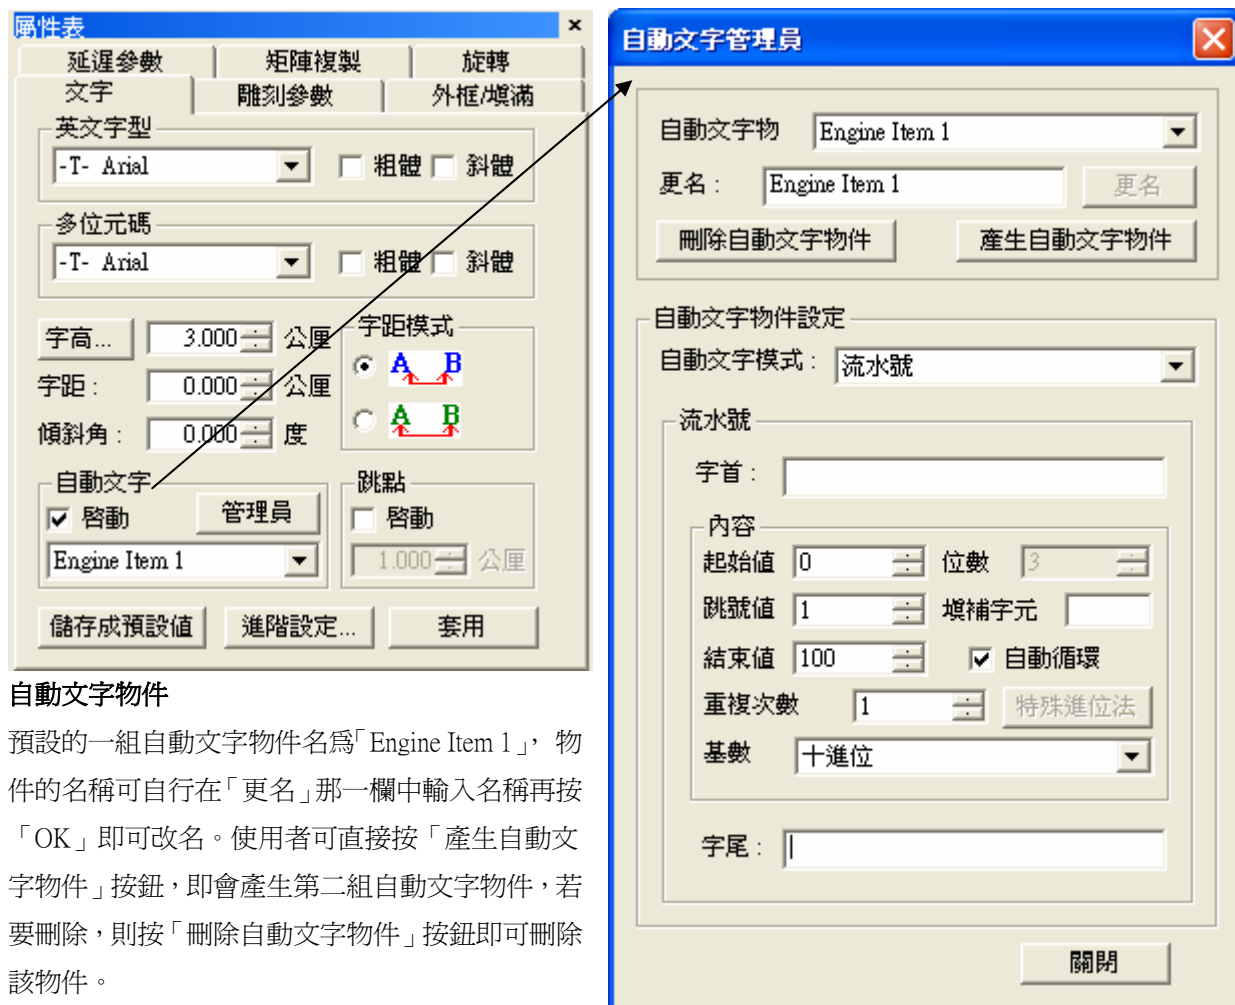 屬性表
延遲參數 矩陣複製 旋轉
文字 雕刻參數 外框/填滿
英文字型
-T- Arial 粗體 斜體
多位元碼
-T- Arial 粗體 斜體
字高... 3.000 公厘
字距： 0.000 公厘
傾斜角： 0.000 度
字距模式
A B
A B
自動文字
啓動 管理員
Engine Item 1
跳點
啓動
1.000 公厘
儲存成預設值 進階設定... 套用
自動文字物件
預設的一組自動文字物件名爲「Engine Item 1」， 物
件的名稱可自行在「更名」那一欄中輸入名稱再按
「OK」即可改名。使用者可直接按「產生自動文
字物件」按鈕，即會產生第二組自動文字物件，若
要刪除，則按「刪除自動文字物件」按鈕即可刪除
該物件。
自動文字管理員
自動文字物 Engine Item 1
更名： Engine Item 1 更名
刪除自動文字物件 產生自動文字物件
自動文字物件設定
自動文字模式： 流水號
流水號
字首：
內容
起始值 0 位數 3
跳號值 1 填補字元
結束值 100 自動循環
重複次數 1 特殊進位法
基數 十進位
字尾：
關閉